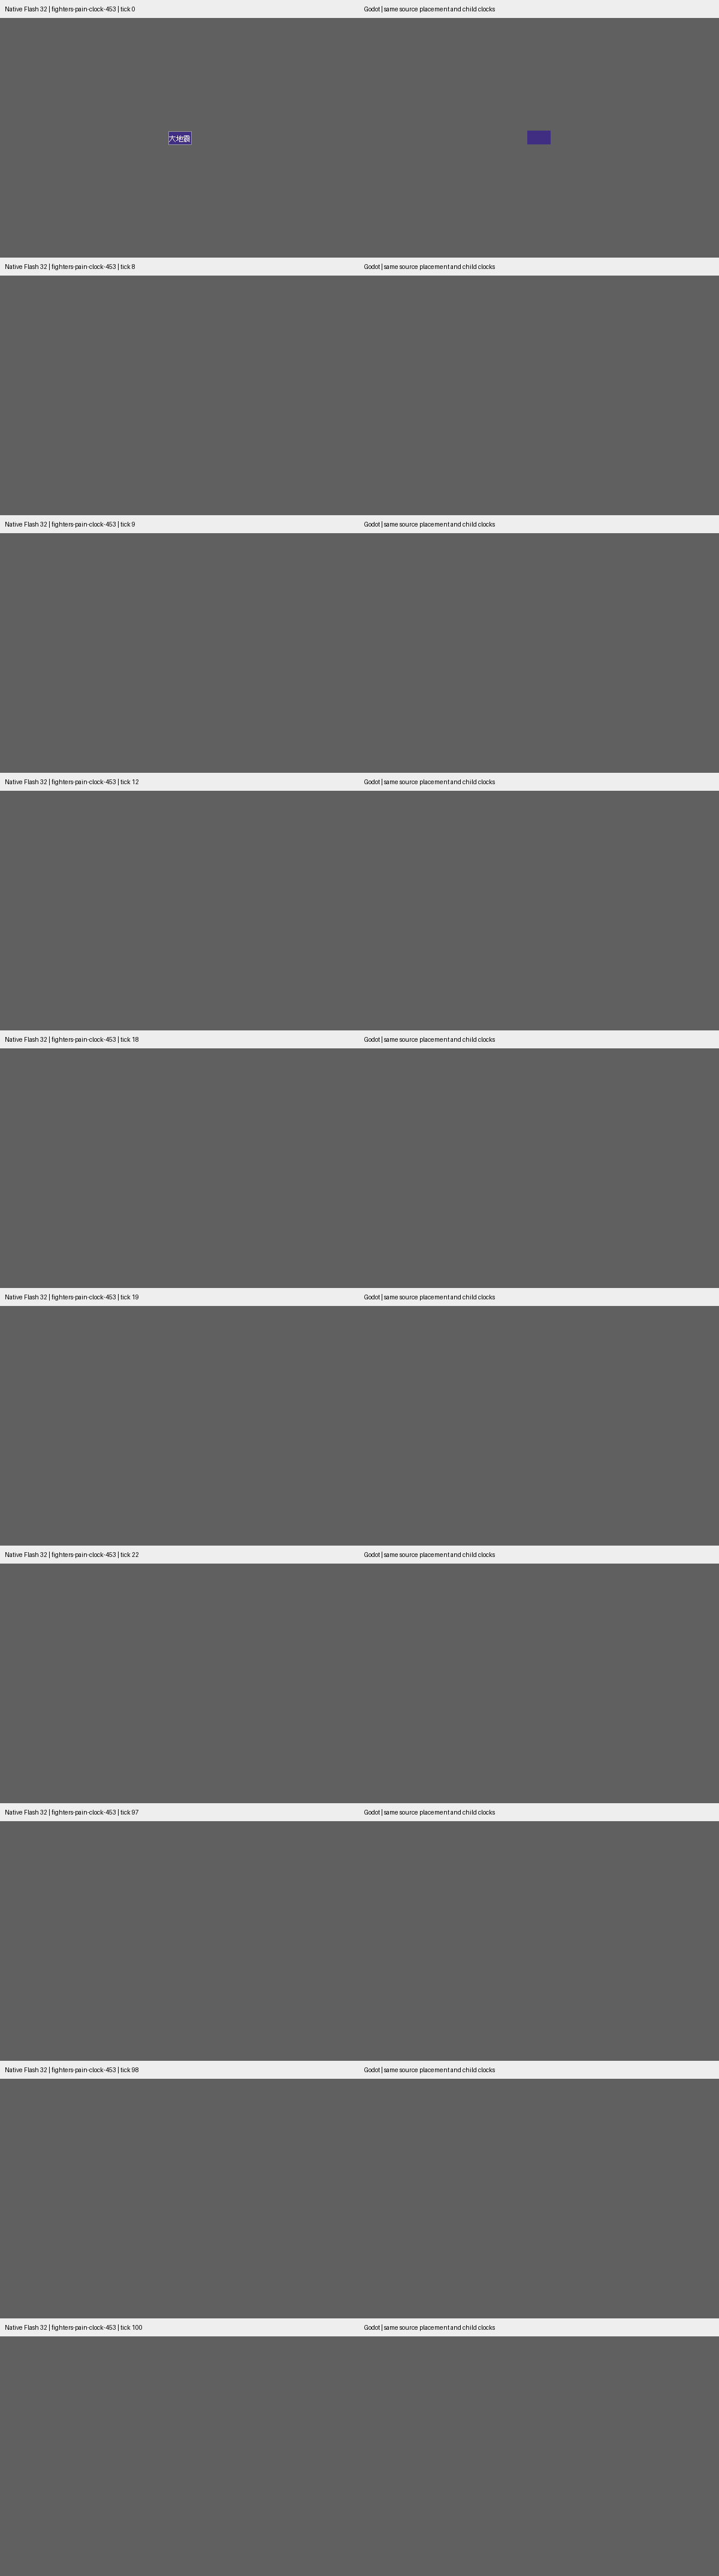 Native Flash 32 | fighters-pain-clock-453 | tick 0
Godot | same source placement and child clocks
大地震
Native Flash 32 | fighters-pain-clock-453 | tick 8
Godot | same source placement and child clocks
Native Flash 32 | fighters-pain-clock-453 | tick 9
Godot | same source placement and child clocks
Native Flash 32 | fighters-pain-clock-453 | tick 12
Godot | same source placement and child clocks
Native Flash 32 | fighters-pain-clock-453 | tick 18
Godot | same source placement and child clocks
Native Flash 32 | fighters-pain-clock-453 | tick 19
Godot | same source placement and child clocks
Native Flash 32 | fighters-pain-clock-453 | tick 22
Godot | same source placement and child clocks
Native Flash 32 | fighters-pain-clock-453 | tick 97
Godot | same source placement and child clocks
Native Flash 32 | fighters-pain-clock-453 | tick 98
Godot | same source placement and child clocks
Native Flash 32 | fighters-pain-clock-453 | tick 100
Godot | same source placement and child clocks